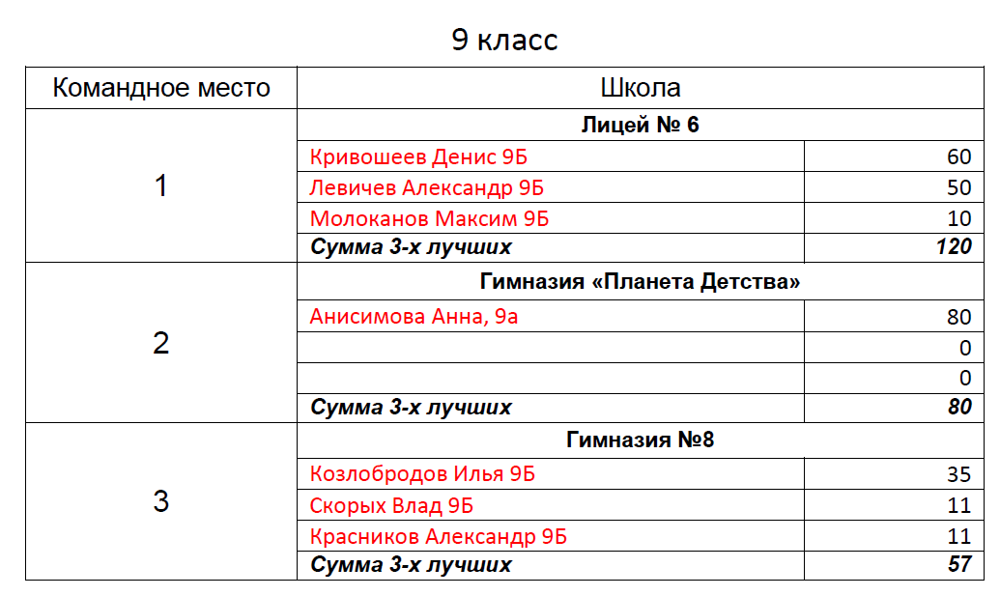 9 класс
Командное место Школа
1
Лицей № 6
Кривошеев Денис 9Б 60
Левичев Александр 9Б 50
Молоканов Максим 9Б 10
Сумма 3-х лучших 120
2
Гимназия «Планета Детства»
Анисимова Анна, 9а 80
0
0
Сумма 3-х лучших 80
3
Гимназия №8
Козлобродов Илья 9Б 35
Скорых Влад 9Б 11
Красников Александр 9Б 11
Сумма 3-х лучших 57